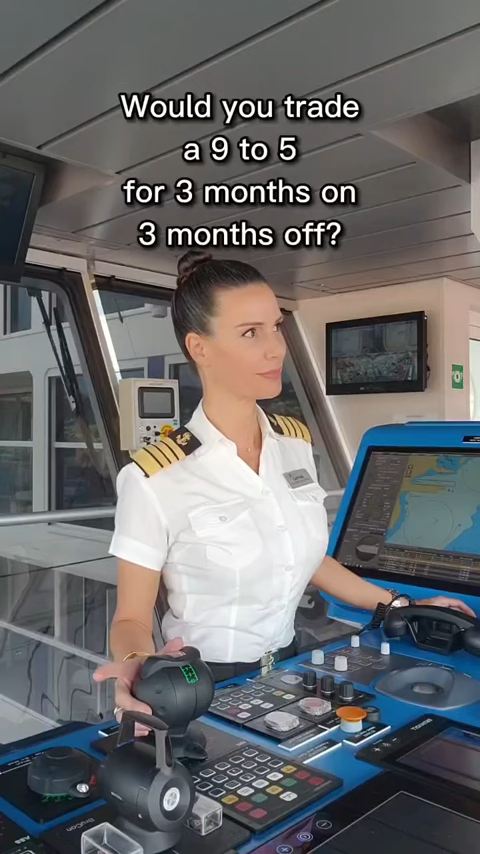 Would you trade
a 9 to 5
for 3 months on
3 months off?